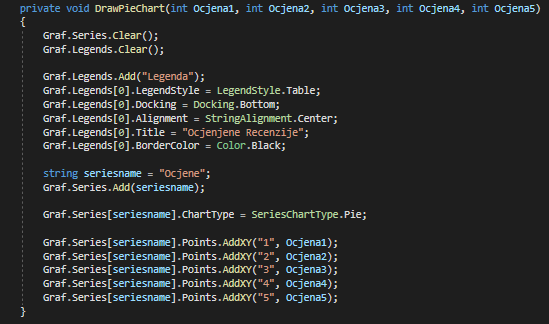 private void DrawPieChart(int Ocjena1, int Ocjena2, int Ocjena3, int Ocjena4, int Ocjena5)
{
Graf.Series.Clear();
Graf.Legends.Clear();
Graf.Legends.Add("Legenda");
Graf.Legends[0].LegendStyle = LegendStyle.Table;
Graf.Legends[0].Docking = Docking.Bottom;
Graf.Legends[0].Alignment = StringAlignment.Center;
Graf.Legends[0].Title = "Ocjenjene Recenzije";
Graf.Legends[0].BorderColor = Color.Black;
string seriesname = "Ocjene";
Graf.Series.Add(seriesname);
Graf.Series[seriesname].ChartType = SeriesChartType.Pie;
Graf.Series[seriesname].Points.AddXY("1", Ocjena1);
Graf.Series[seriesname].Points.AddXY("2", Ocjena2);
Graf.Series[seriesname].Points.AddXY("3", Ocjena3);
Graf.Series[seriesname].Points.AddXY("4", Ocjena4);
Graf.Series[seriesname].Points.AddXY("5", Ocjena5);
}